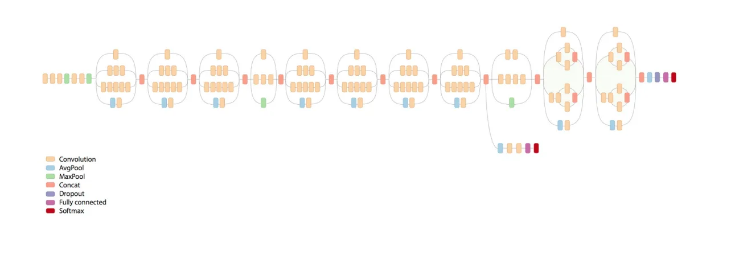 Convolution
AvgPool
MaxPool
Concat
Dropout
Fully connected
Softmax